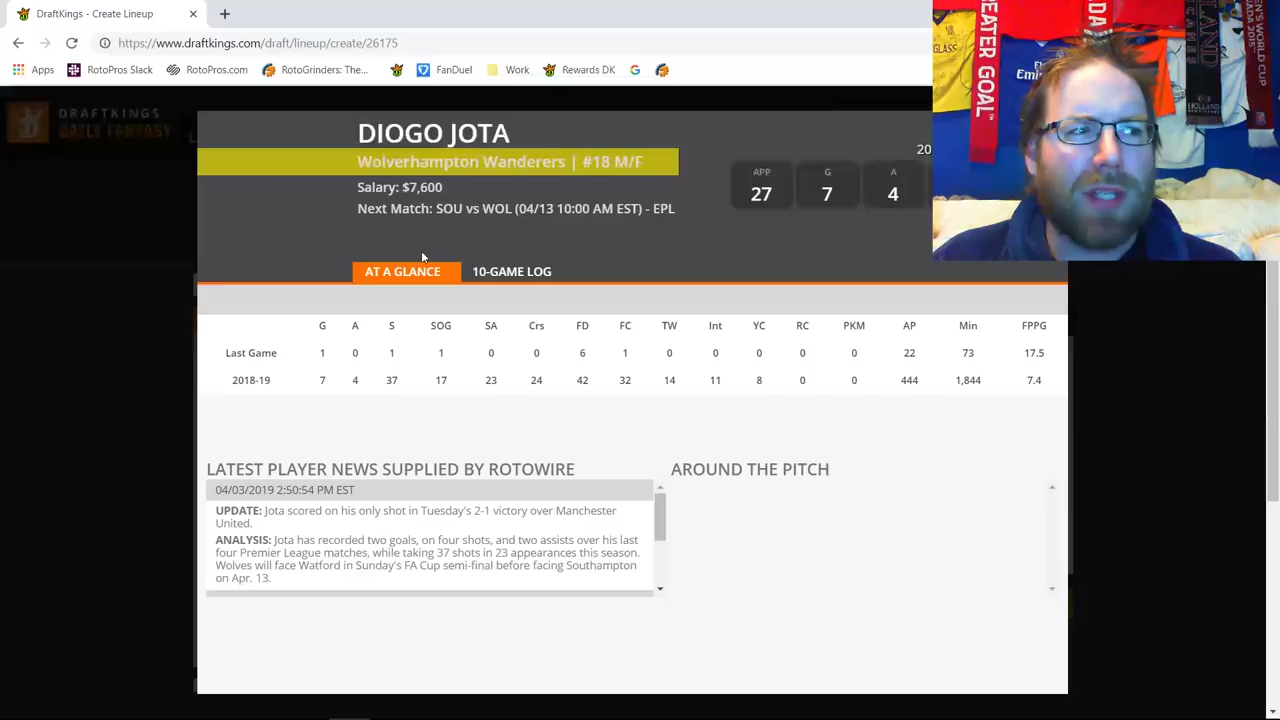 DraftKings - Create Lineup
https://www.draftkings.com/draft/lineup/create/26175
Apps RotoPros Slack RotoPros.com RotoGrinders: The... FanDuel Work Rewards DK
DRAFTKINGS
DAILY FANTASY
DIOGO JOTA
Wolverhampton Wanderers | #18 M/F
Salary: $7,600
Next Match: SOU vs WOL (04/13 10:00 AM EST) - EPL
20
APP G A
27 7 4
AT A GLANCE 10-GAME LOG
G A S SOG SA Crs FD FC TW Int YC RC PKM AP Min FPPG
Last Game 1 0 1 1 0 0 6 1 0 0 0 0 0 22 73 17.5
2018-19 7 4 37 17 23 24 42 32 14 11 8 0 0 444 1,844 7.4
LATEST PLAYER NEWS SUPPLIED BY ROTOWIRE
04/03/2019 2:50:54 PM EST
UPDATE: Jota scored on his only shot in Tuesday's 2-1 victory over Manchester
United.
ANALYSIS: Jota has recorded two goals, on four shots, and two assists over his last
four Premier League matches, while taking 37 shots in 23 appearances this season.
Wolves will face Watford in Sunday's FA Cup semi-final before facing Southampton
on Apr. 13.
AROUND THE PITCH
EATER GOAL™